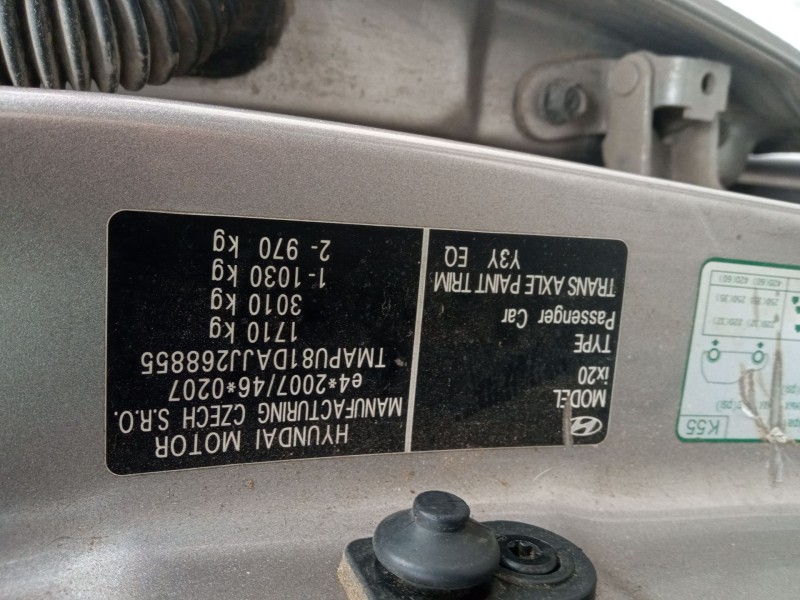 HYUNDAI MOTOR
MANUFACTURING CZECH S.R.O.
e4*2007/46*0207
TMAPU81DAJJ268855
1710 kg
3010 kg
1- 1030 kg
2- 970 kg
MODEL
ix20
TYPE
Passenger Car
TRANS AXLE PAINT TRIM
Y3Y EQ
K55